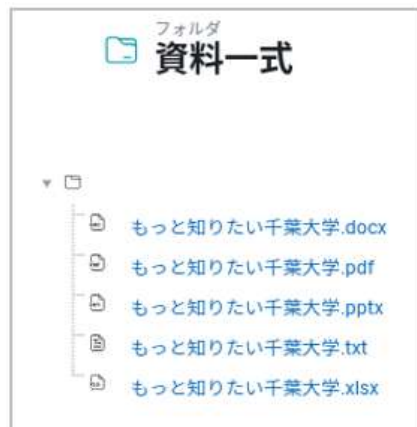 フォルダ
資料一式
もっと知りたい千葉大学.docx
もっと知りたい千葉大学.pdf
もっと知りたい千葉大学.pptx
もっと知りたい千葉大学.txt
もっと知りたい千葉大学.xlsx